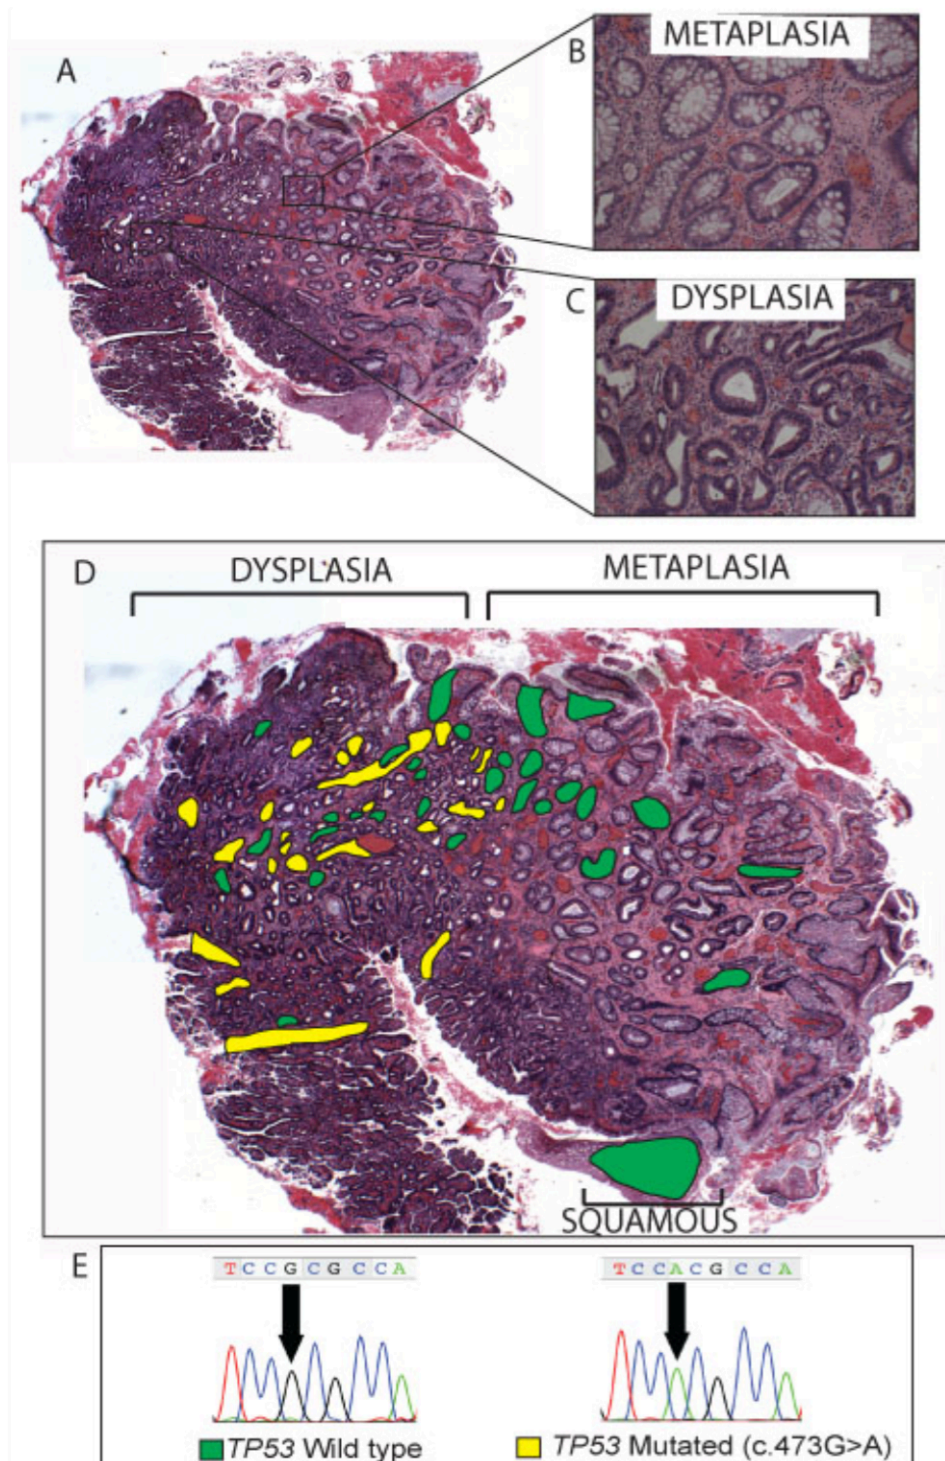 A
B
METAPLASIA
C
DYSPLASIA
D
DYSPLASIA
METAPLASIA
SQUAMOUS
E
TCCGCGCCA
TCCACGCCA
TP53 Wild type
TP53 Mutated (c.473G>A)